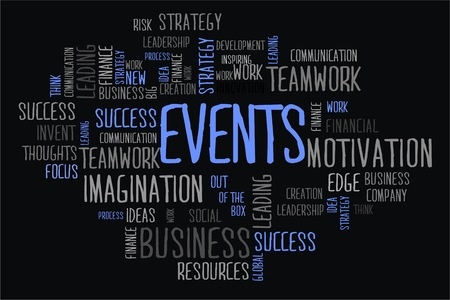 RISK STRATEGY
LEADERSHIP
DEVELOPMENT
COMMUNICATION
PROCESS
INSPIRING
LEADING
THINK
COMMUNICATION
LEADING
FINANCE
STRATEGY
WORK
NEW
IDEA
CREATION
FINANCE
STRATEGY
WORK
TEAMWORK
BUSINESS
BIG
CREATION
INNOVATION
INNOVATION
SUCCESS
SUCCESS
EVENTS
FINANCE
WORK
INVENT
LEADING
COMMUNICATION
FINANCIAL
THOUGHTS
TEAMWORK
MOTIVATION
FOCUS
IMAGINATION
OUT
OF THE
BOX
LEADING
CREATION
EDGE
BUSINESS
LEADERSHIP
IDEA
STRATEGY
COMPANY
THINK
PROCESS
IDEAS
WORK
SOCIAL
FINANCE
BUSINESS
SUCCESS
RESOURCES
GLOBAL